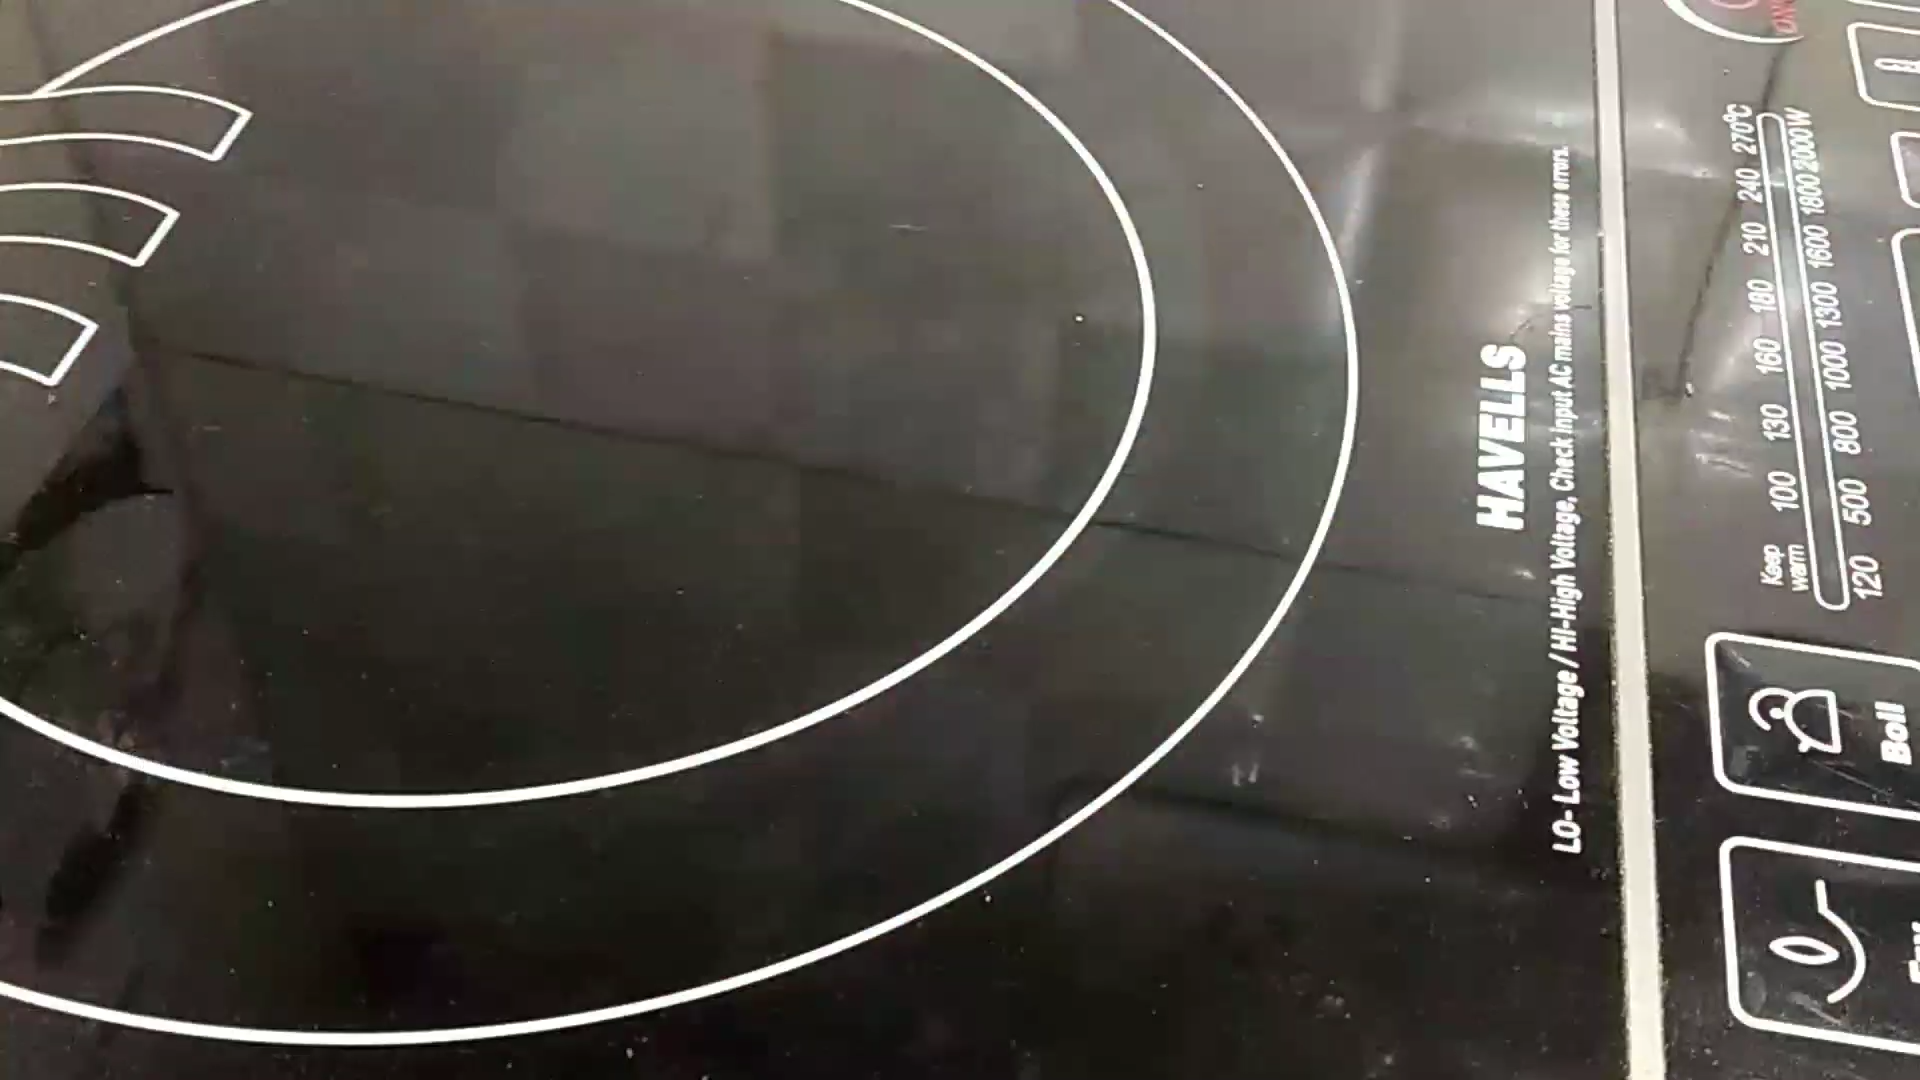 HAVELLS
LO- Low Voltage / HI-High Voltage, Check input AC mains voltage for these errors.
Keep warm 100 130 160 180 210 240 270°C
120 500 800 1000 1300 1600 1800 2000W
Boil